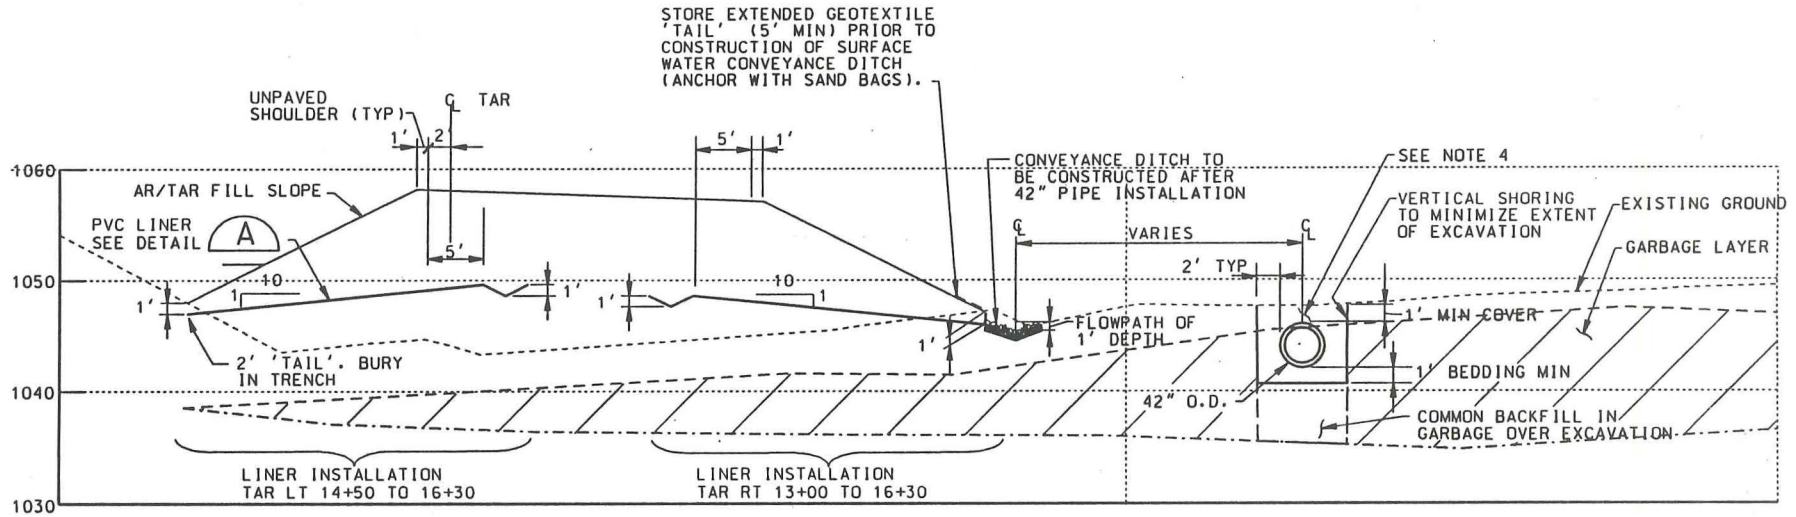 STORE EXTENDED GEOTEXTILE
'TAIL' (5' MIN) PRIOR TO
CONSTRUCTION OF SURFACE
WATER CONVEYANCE DITCH
(ANCHOR WITH SAND BAGS).
UNPAVED
SHOULDER (TYP)
℄ TAR
1'
2'
5'
1'
1060
CONVEYANCE DITCH TO
BE CONSTRUCTED AFTER
42" PIPE INSTALLATION
SEE NOTE 4
AR/TAR FILL SLOPE
VERTICAL SHORING
TO MINIMIZE EXTENT
OF EXCAVATION
EXISTING GROUND
PVC LINER
SEE DETAIL
A
℄
VARIES
℄
GARBAGE LAYER
5'
2' TYP
1050
10
1
1'
1'
1'
10
1
1'
FLOWPATH OF
1' DEPTH
1' MIN COVER
2' 'TAIL'. BURY
IN TRENCH
1' BEDDING MIN
1040
42" O.D.
COMMON BACKFILL IN
GARBAGE OVER EXCAVATION
LINER INSTALLATION
TAR LT 14+50 TO 16+30
LINER INSTALLATION
TAR RT 13+00 TO 16+30
1030